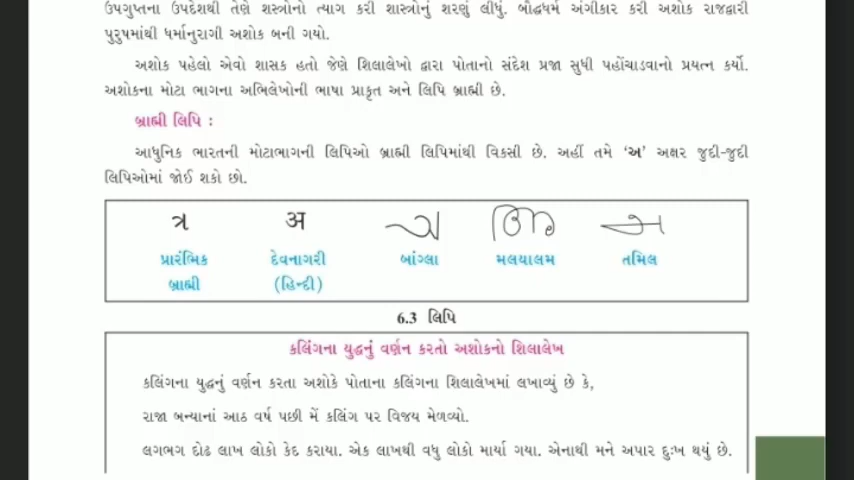 ઉપગુપ્તના ઉપદેશથી તેણે શસ્ત્રોનો ત્યાગ કરી શાસ્ત્રોનું શરણું લીધું. બૌદ્ધધર્મ અંગીકાર કરી અશોક રાજદ્વારી
પુરુષમાંથી ધર્માનુરાગી અશોક બની ગયો.
અશોક પહેલો એવો શાસક હતો જેણે શિલાલેખો દ્વારા પોતાનો સંદેશ પ્રજા સુધી પહોંચાડવાનો પ્રયત્ન કર્યો.
અશોકના મોટા ભાગના અભિલેખોની ભાષા પ્રાકૃત અને લિપિ બ્રાહ્મી છે.
બ્રાહ્મી લિપિ :
આધુનિક ભારતની મોટાભાગની લિપિઓ બ્રાહ્મી લિપિમાંથી વિકસી છે. અહીં તમે ‘અ’ અક્ષર જુદી-જુદી
લિપિઓમાં જોઈ શકો છો.
त्र अ অ അ
પ્રારંભિક દેવનાગરી બાંગ્લા મલયાલમ તમિલ
બ્રાહ્મી (હિન્દી)
6.3 લિપિ
કલિંગના યુદ્ધનું વર્ણન કરતો અશોકનો શિલાલેખ
કલિંગના યુદ્ધનું વર્ણન કરતા અશોકે પોતાના કલિંગના શિલાલેખમાં લખાવ્યું છે કે,
રાજા બન્યાનાં આઠ વર્ષ પછી મેં કલિંગ પર વિજય મેળવ્યો.
લગભગ દોઢ લાખ લોકો કેદ કરાયા. એક લાખથી વધુ લોકો માર્યા ગયા. એનાથી મને અપાર દુઃખ થયું છે.